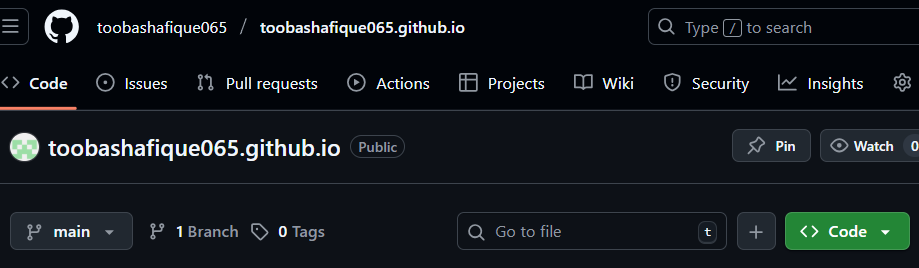 toobashafique065 / toobashafique065.github.io Type / to search
Code Issues Pull requests Actions Projects Wiki Security Insights
toobashafique065.github.io Public Pin Watch 0
main 1 Branch 0 Tags Go to file t Code